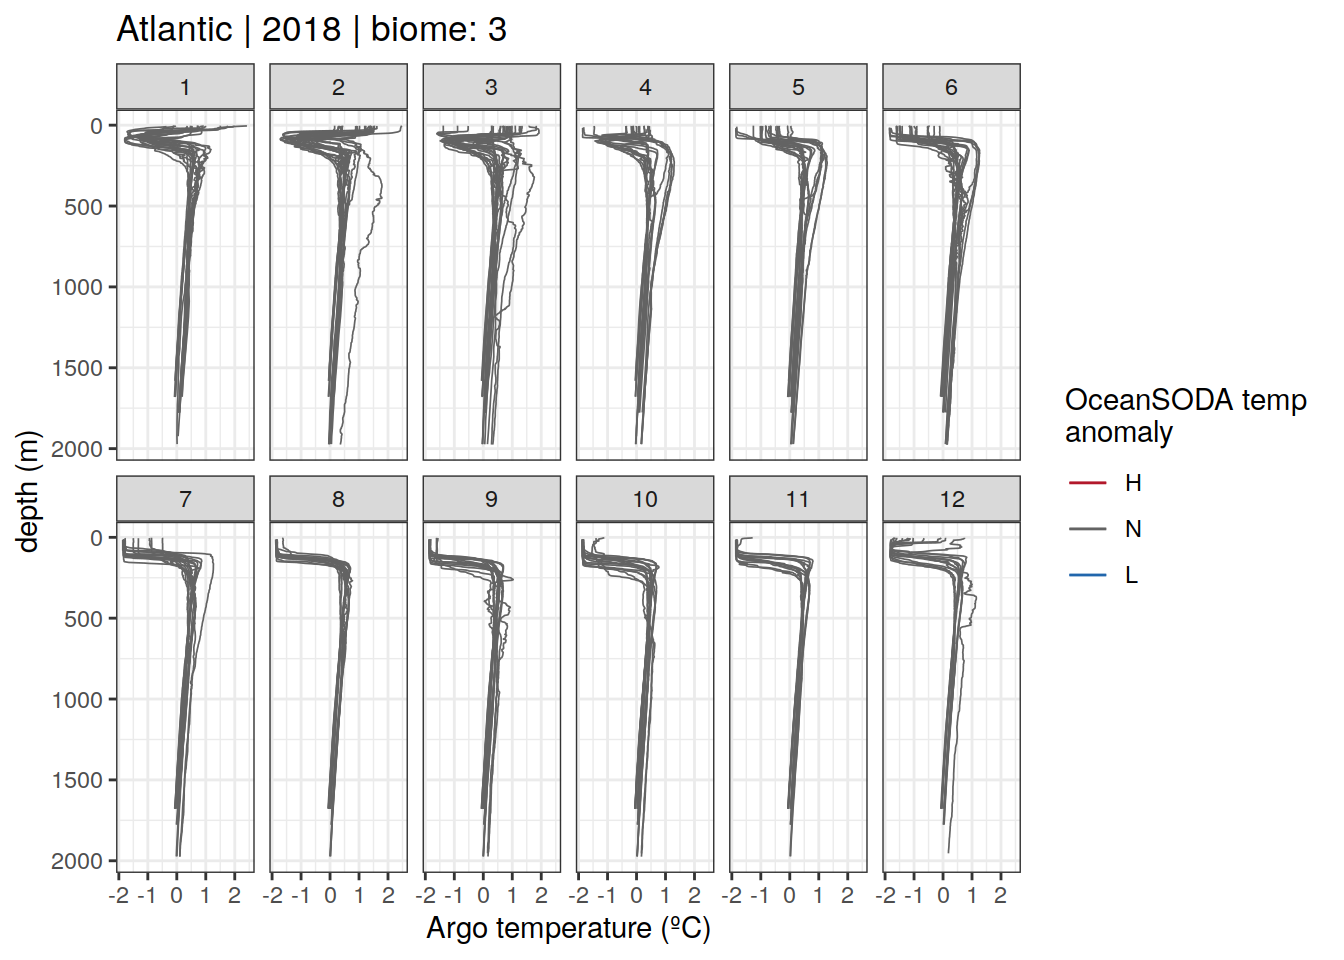 Atlantic | 2018 | biome: 3
1 2 3 4 5 6
0
500
1000
1500
2000
7 8 9 10 11 12
0
500
1000
1500
2000
-2 -1 0 1 2 -2 -1 0 1 2 -2 -1 0 1 2 -2 -1 0 1 2 -2 -1 0 1 2 -2 -1 0 1 2
Argo temperature (ºC)
depth (m)
OceanSODA temp
anomaly
H
N
L